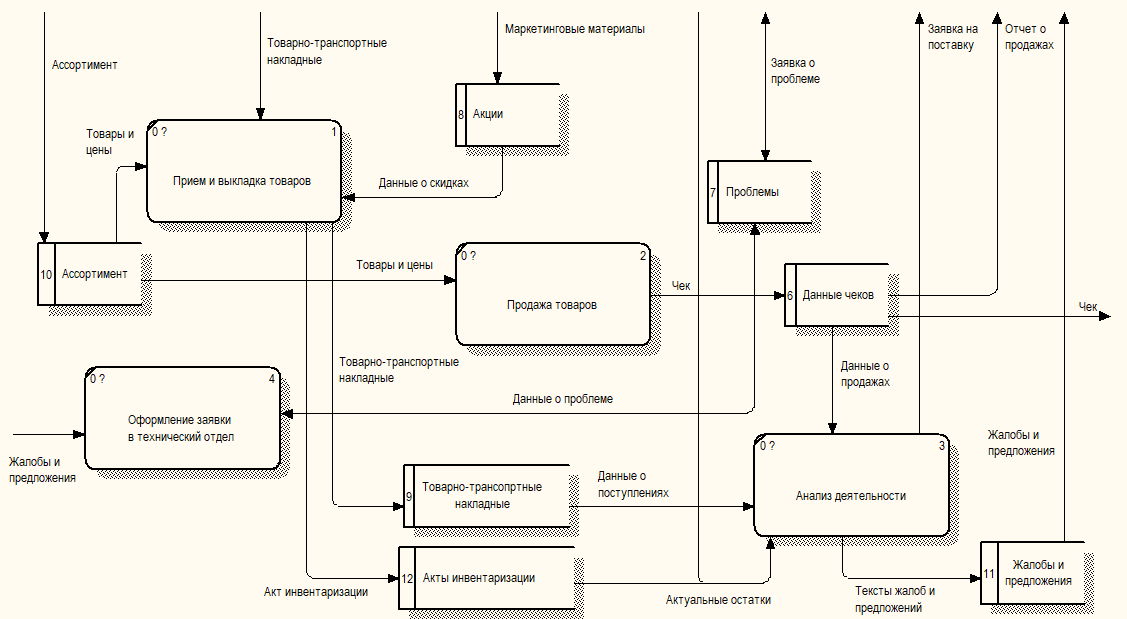 Маркетинговые материалы
Заявка на
поставку
Отчет о
продажах
Товарно-транспортные
накладные
Ассортимент
Заявка о
проблеме
8
Акции
Товары и
цены
0 ?
1
Прием и выкладка товаров
Данные о скидках
7
Проблемы
10
Ассортимент
Товары и цены
0 ?
2
Продажа товаров
Чек
6
Данные чеков
Чек
Товарно-транспортные
накладные
Данные о
продажах
0 ?
4
Оформление заявки
в технический отдел
Данные о проблеме
Жалобы и
предложения
Жалобы и
предложения
0 ?
3
Анализ деятельности
9
Товарно-трансопртные
накладные
Данные о
поступлениях
12
Акты инвентаризации
Акт инвентаризации
Актуальные остатки
Тексты жалоб и
предложений
11
Жалобы и
предложения